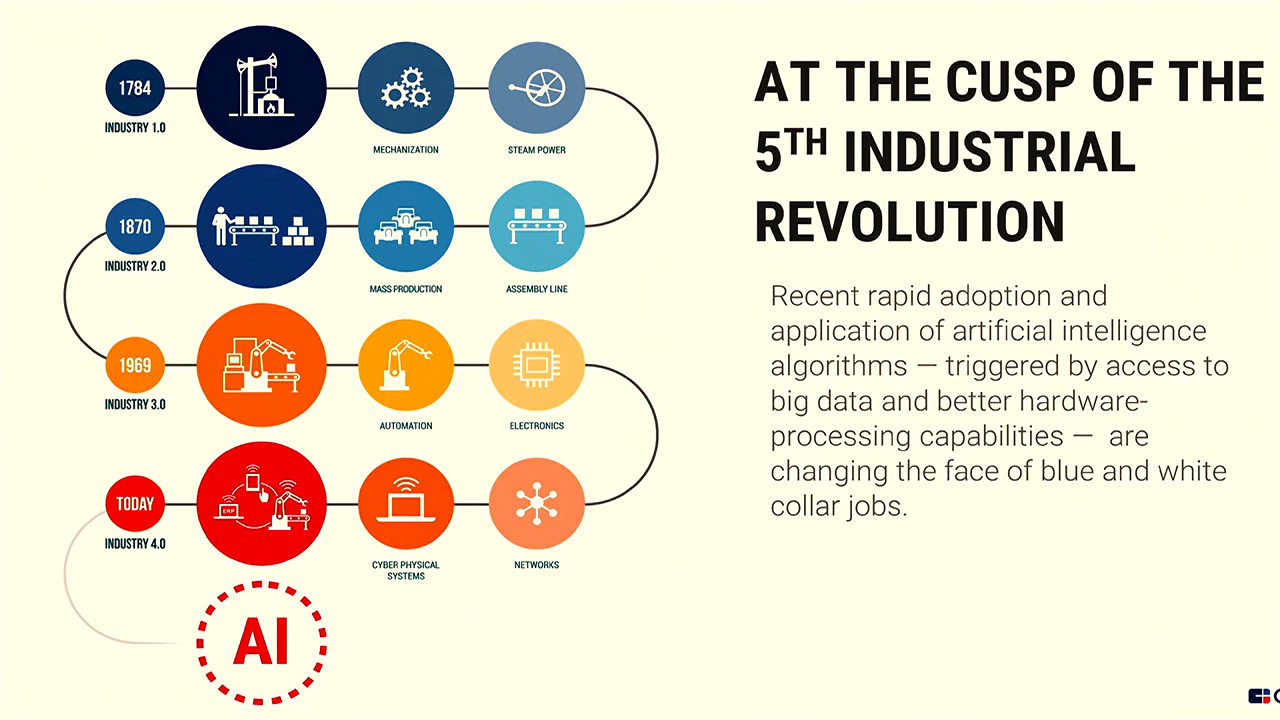 1784
INDUSTRY 1.0
MECHANIZATION
STEAM POWER
1870
INDUSTRY 2.0
MASS PRODUCTION
ASSEMBLY LINE
1969
INDUSTRY 3.0
AUTOMATION
ELECTRONICS
TODAY
INDUSTRY 4.0
ERP
CYBER PHYSICAL
SYSTEMS
NETWORKS
AI
AT THE CUSP OF THE
5TH INDUSTRIAL
REVOLUTION
Recent rapid adoption and
application of artificial intelligence
algorithms — triggered by access to
big data and better hardware-
processing capabilities — are
changing the face of blue and white
collar jobs.